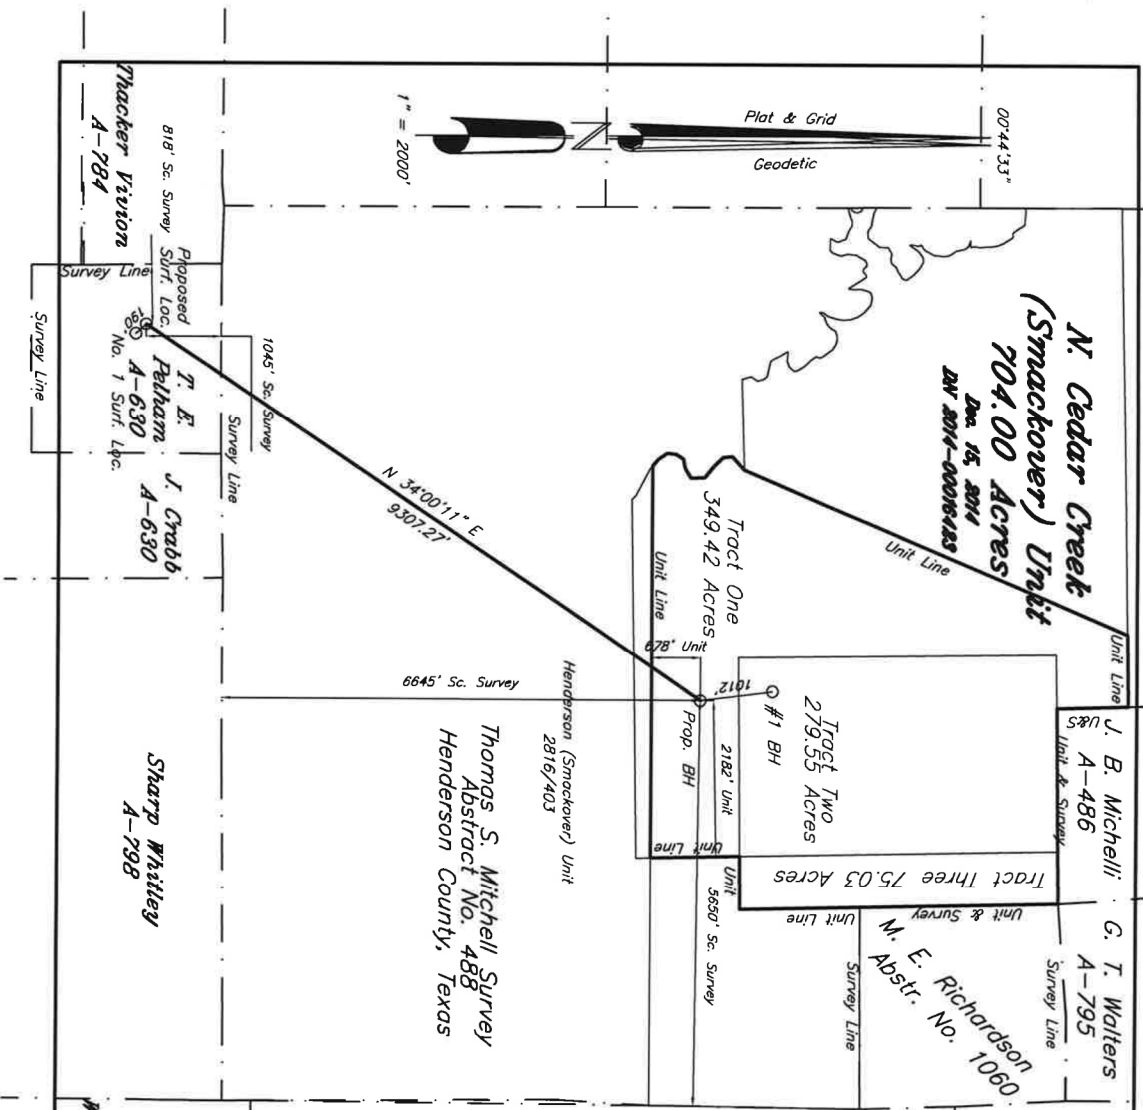 00°44'33"
Plat & Grid
Geodetic
1" = 2000'
N. Cedar Creek
(Smackover) Unit
704.00 Acres
Dec. 15, 2014
Unit Line
Unit Line
J. B. Michelli
A-486
U&S
Unit & Survey
G. T. Walters
A-795
Survey Line
Tract One
349.42 Acres
Unit Line
Tract Two
279.55 Acres
#1 BH
1012'
678' Unit
Prop. BH
2182' Unit
Unit Line
Unit
Tract Three 75.03 Acres
Unit & Survey
Unit Line
M. E. Richardson
Abstr. No. 1060
Survey Line
5650' Sc. Survey
6645' Sc. Survey
Henderson (Smackover) Unit
2816/403
Thomas S. Mitchell Survey
Abstract No. 488
Henderson County, Texas
N 34°00'11" E
9307.27'
1045' Sc. Survey
Survey Line
818' Sc. Survey
Proposed
Surf. Loc.
Thacker Vivion
A-784
Survey Line
Survey Line
T. E.
Pelham
A-630
No. 1 Surf. Loc.
J. Crabb
A-630
Sharp Whitley
A-798